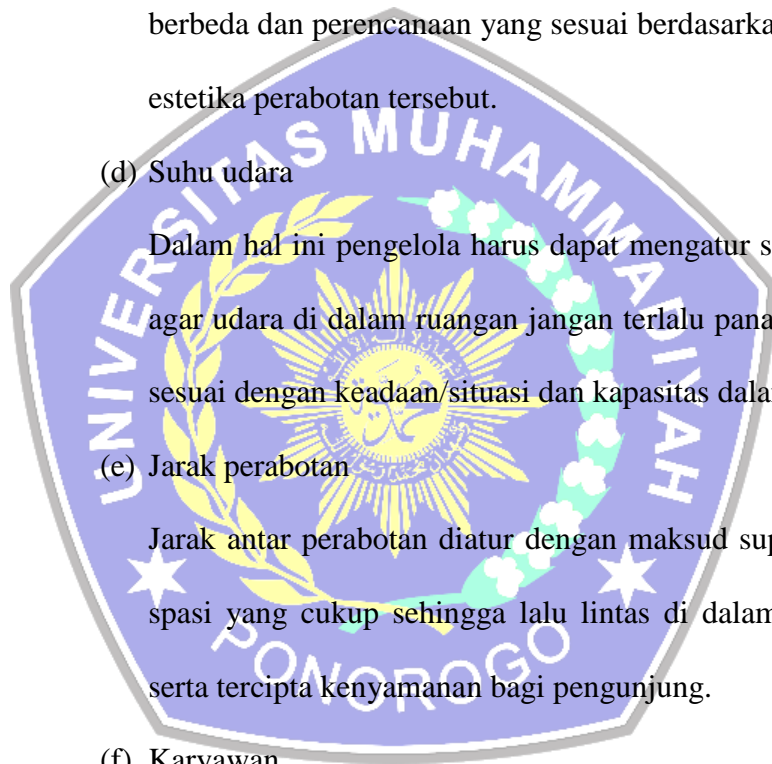 berbeda dan perencanaan yang sesuai berdasarka
estetika perabotan tersebut.
(d) Suhu udara
Dalam hal ini pengelola harus dapat mengatur s
agar udara di dalam ruangan jangan terlalu pana
sesuai dengan keadaan/situasi dan kapasitas dala
(e) Jarak perabotan
Jarak antar perabotan diatur dengan maksud sup
spasi yang cukup sehingga lalu lintas di dalam
serta tercipta kenyamanan bagi pengunjung.
(f) Karyawan
UNIVERSITAS MUHAMMADIYAH
PONOROGO